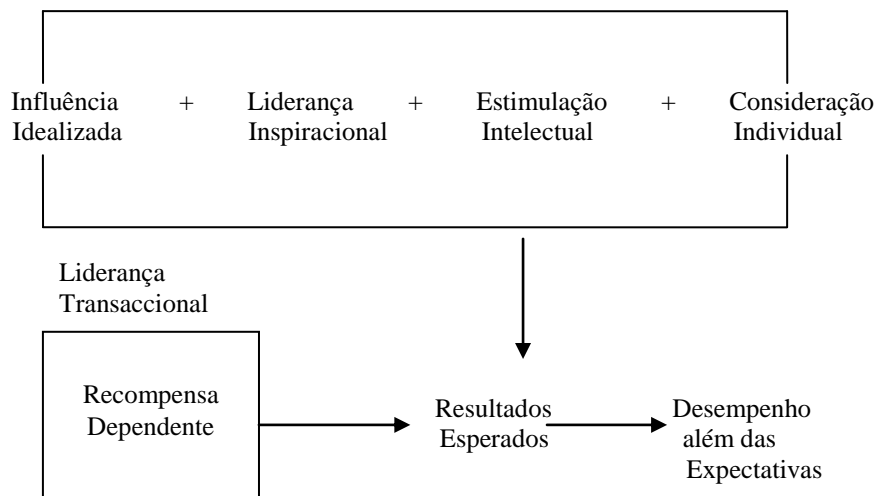 Influência + Liderança + Estimulação + Consideração
Idealizada Inspiracional Intelectual Individual
Liderança
Transaccional
Recompensa
Dependente
Resultados
Esperados
Desempenho
além das
Expectativas